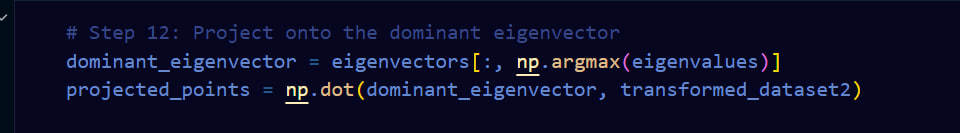 # Step 12: Project onto the dominant eigenvector
dominant_eigenvector = eigenvectors[:, np.argmax(eigenvalues)]
projected_points = np.dot(dominant_eigenvector, transformed_dataset2)